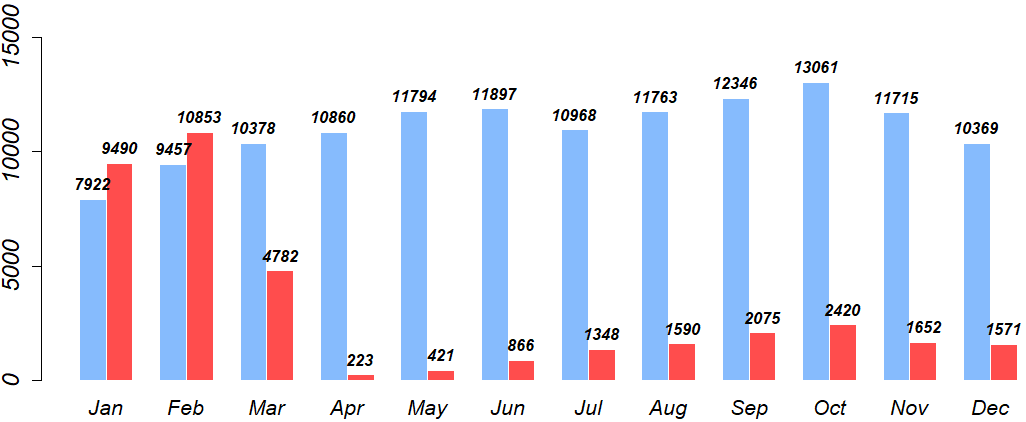 15000
10000
5000
0
7922 9490 9457 10853 10378 4782 10860 223 11794 421 11897 866 10968 1348 11763 1590 12346 2075 13061 2420 11715 1652 10369 1571
Jan Feb Mar Apr May Jun Jul Aug Sep Oct Nov Dec